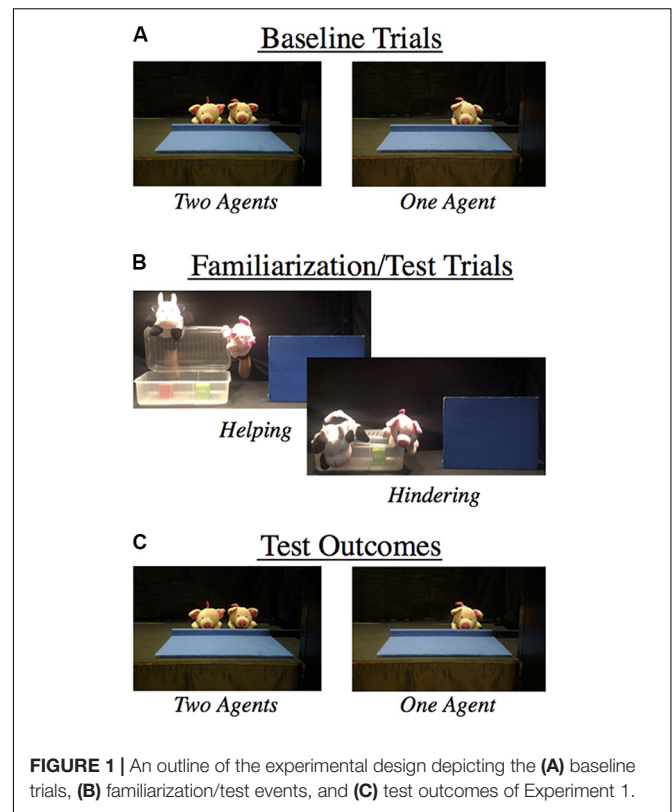 A
Baseline Trials
Two Agents
One Agent
B
Familiarization/Test Trials
Helping
Hindering
C
Test Outcomes
Two Agents
One Agent
FIGURE 1 | An outline of the experimental design depicting the (A) baseline
trials, (B) familiarization/test events, and (C) test outcomes of Experiment 1.